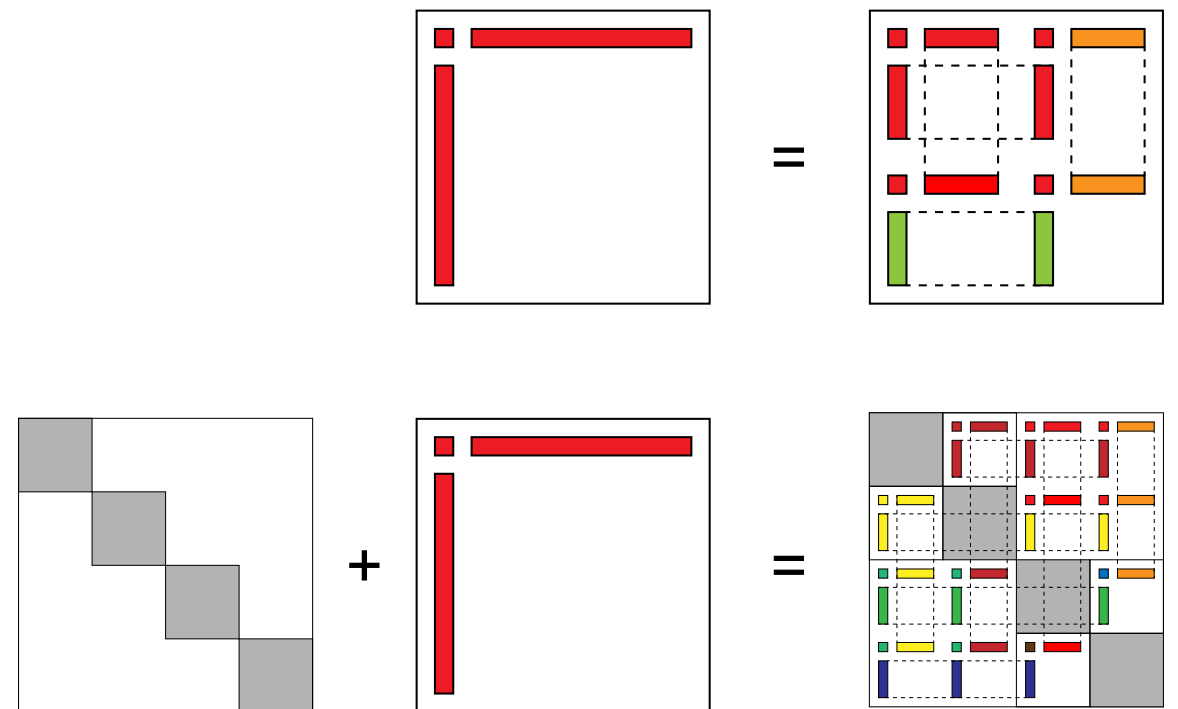 =
+ =